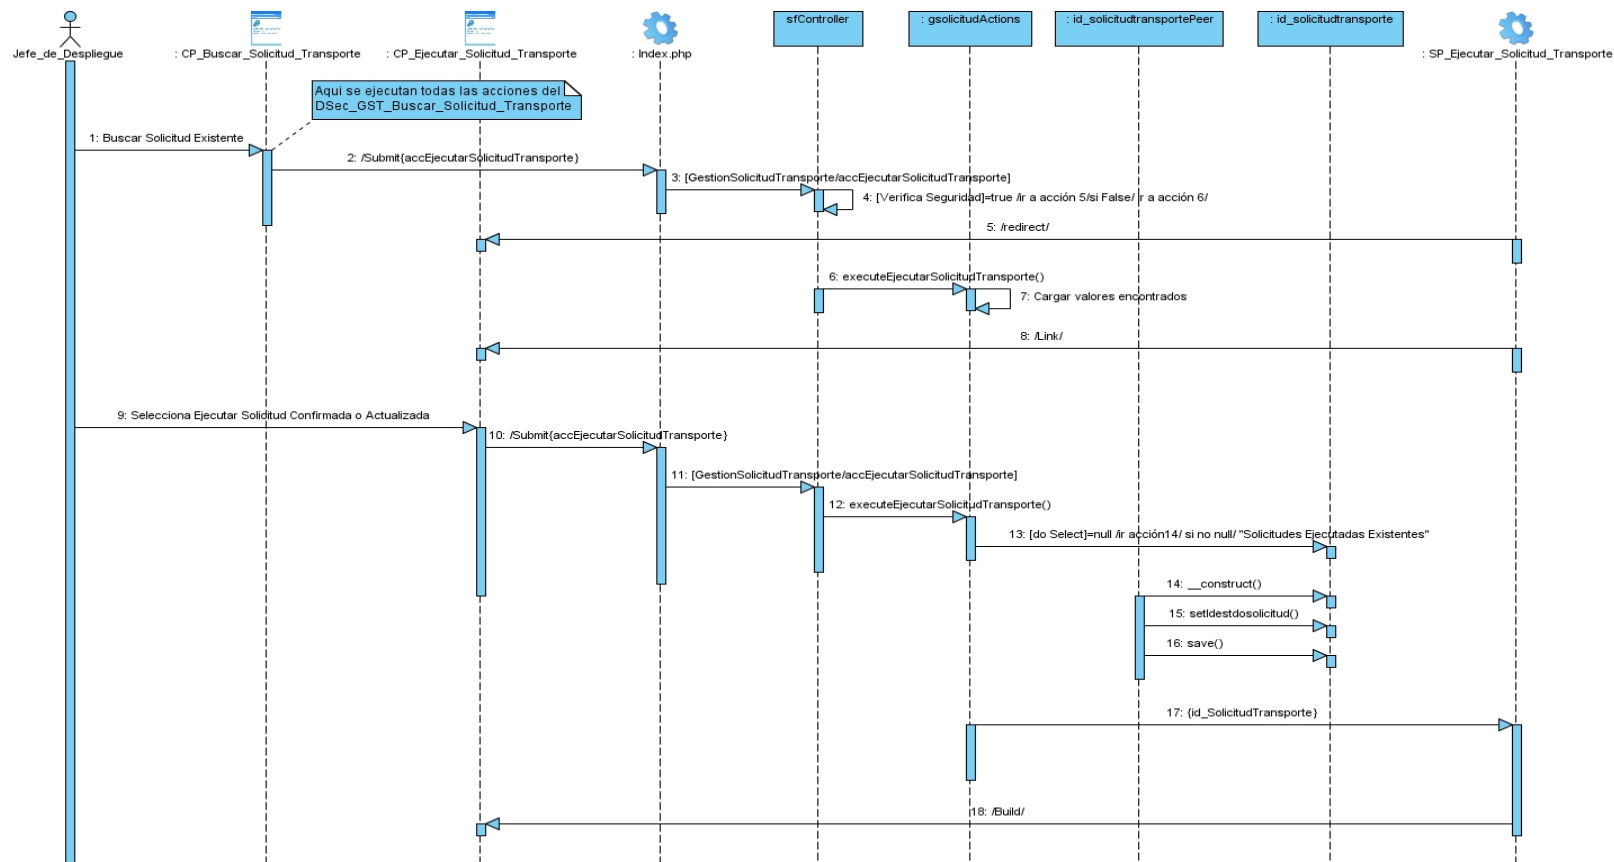 sfController
: gsolicitudActions
: id_solicitudtransportePeer
: id_solicitudtransporte
Jefe_de_Despliegue
: CP_Buscar_Solicitud_Transporte
: CP_Ejecutar_Solicitud_Transporte
: Index.php
: SP_Ejecutar_Solicitud_Transporte
Aqui se ejecutan todas las acciones del
DSec_GST_Buscar_Solicitud_Transporte
1: Buscar Solicitud Existente
2: /Submit{accEjecutarSolicitudTransporte}
3: [GestionSolicitudTransporte/accEjecutarSolicitudTransporte]
4: [Verifica Seguridad]=true /ir a acción 5/si False/ ir a acción 6/
5: /redirect/
6: executeEjecutarSolicitudTransporte()
7: Cargar valores encontrados
8: /Link/
9: Selecciona Ejecutar Solicitud Confirmada o Actualizada
10: /Submit{accEjecutarSolicitudTransporte}
11: [GestionSolicitudTransporte/accEjecutarSolicitudTransporte]
12: executeEjecutarSolicitudTransporte()
13: [do Select]=null /ir acción14/ si no null/ "Solicitudes Ejecutadas Existentes"
14: __construct()
15: setIdestdosolicitud()
16: save()
17: {id_SolicitudTransporte}
18: /Build/